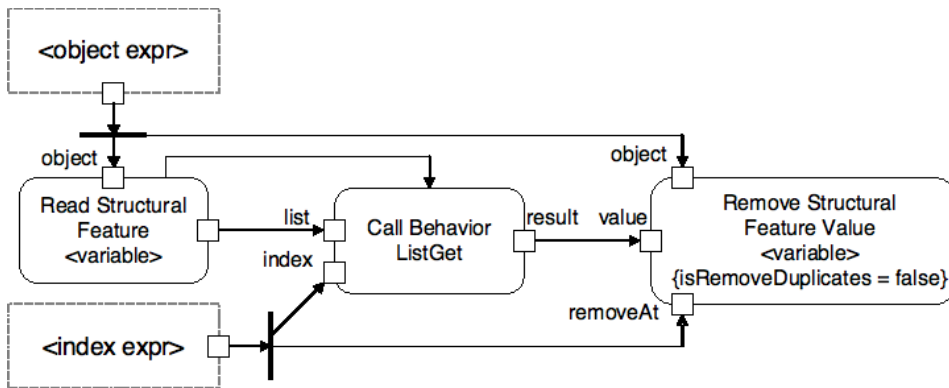 <object expr>
object
object
Read Structural
Feature
<variable>
list
index
Call Behavior
ListGet
result
value
Remove Structural
Feature Value
<variable>
{isRemoveDuplicates = false}
removeAt
<index expr>